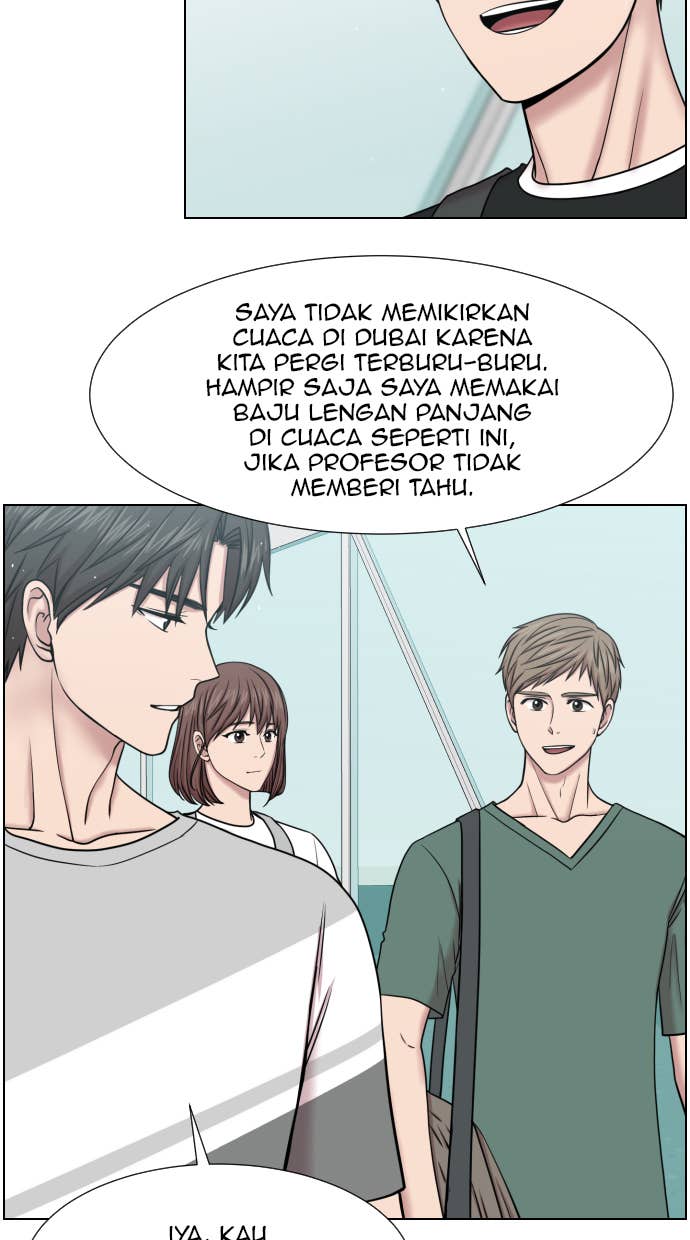 SAYA TIDAK MEMIKIRKAN
CUACA DI DUBAI KARENA
KITA PERGI TERBURU-BURU.
HAMPIR SAJA SAYA MEMAKAI
BAJU LENGAN PANJANG
DI CUACA SEPERTI INI,
JIKA PROFESOR TIDAK
MEMBERI TAHU.
IYA, KAU